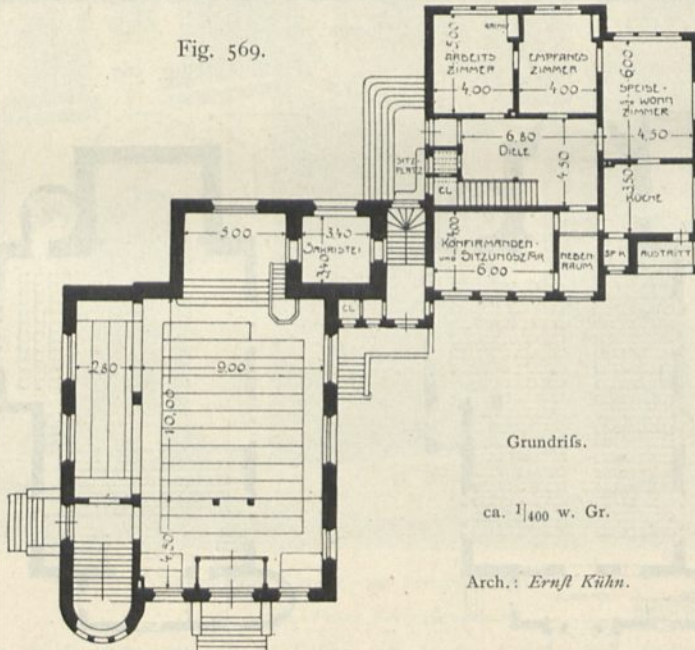 Fig. 569.
5,00
ARBEITS
ZIMMER
4,00
EMPFANGS
ZIMMER
4,00
6,00
SPEISE-
WOHN
ZIMMER
4,50
6,80
DIELE
4,50
SITZ-
PLATZ
CL
3,50
KÜCHE
5,00
3,40
SAKRISTEI
3,40
4,00
KONFIRMANDEN-
UND SITZUNGSZIMR
6,00
NEBEN-
RAUM
SP.K
AUSTRITT
CL
2,80
9,00
10,00
4,50
Grundriſs.
ca. 1|400 w. Gr.
Arch.: Ernſt Kühn.